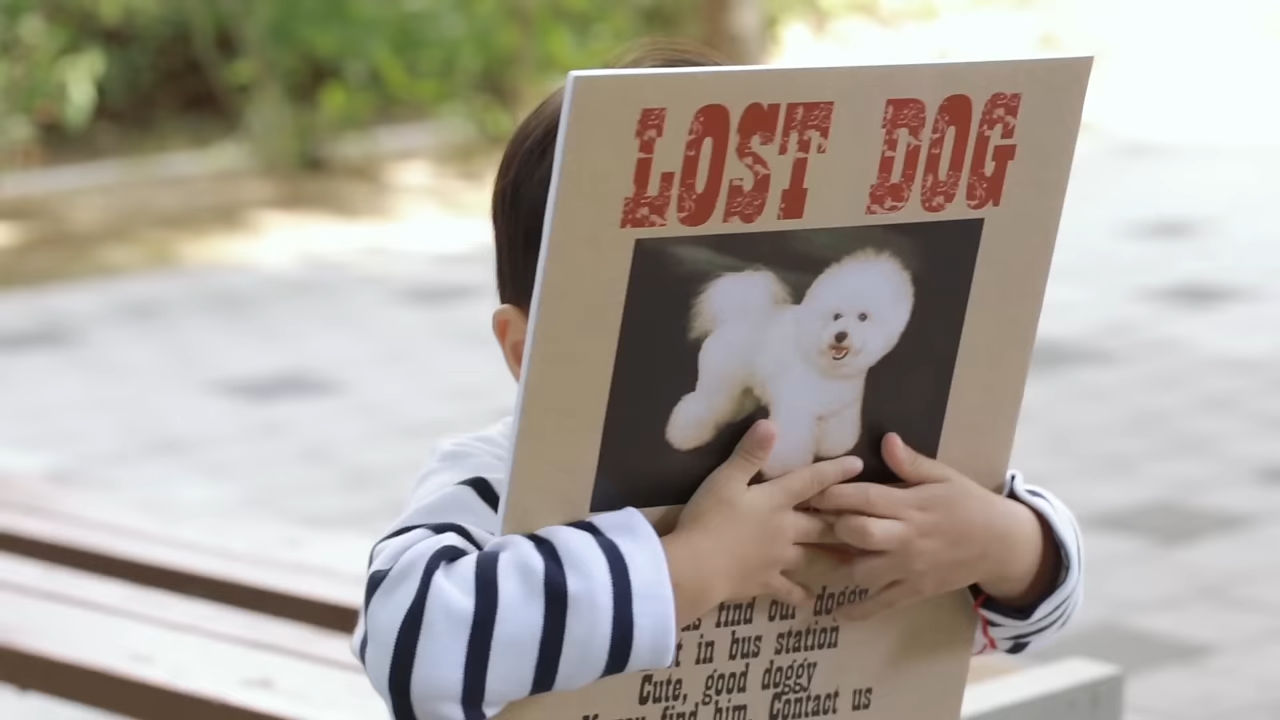 LOST DOG
find our doggy
in bus station
Cute, good doggy
find him, Contact us